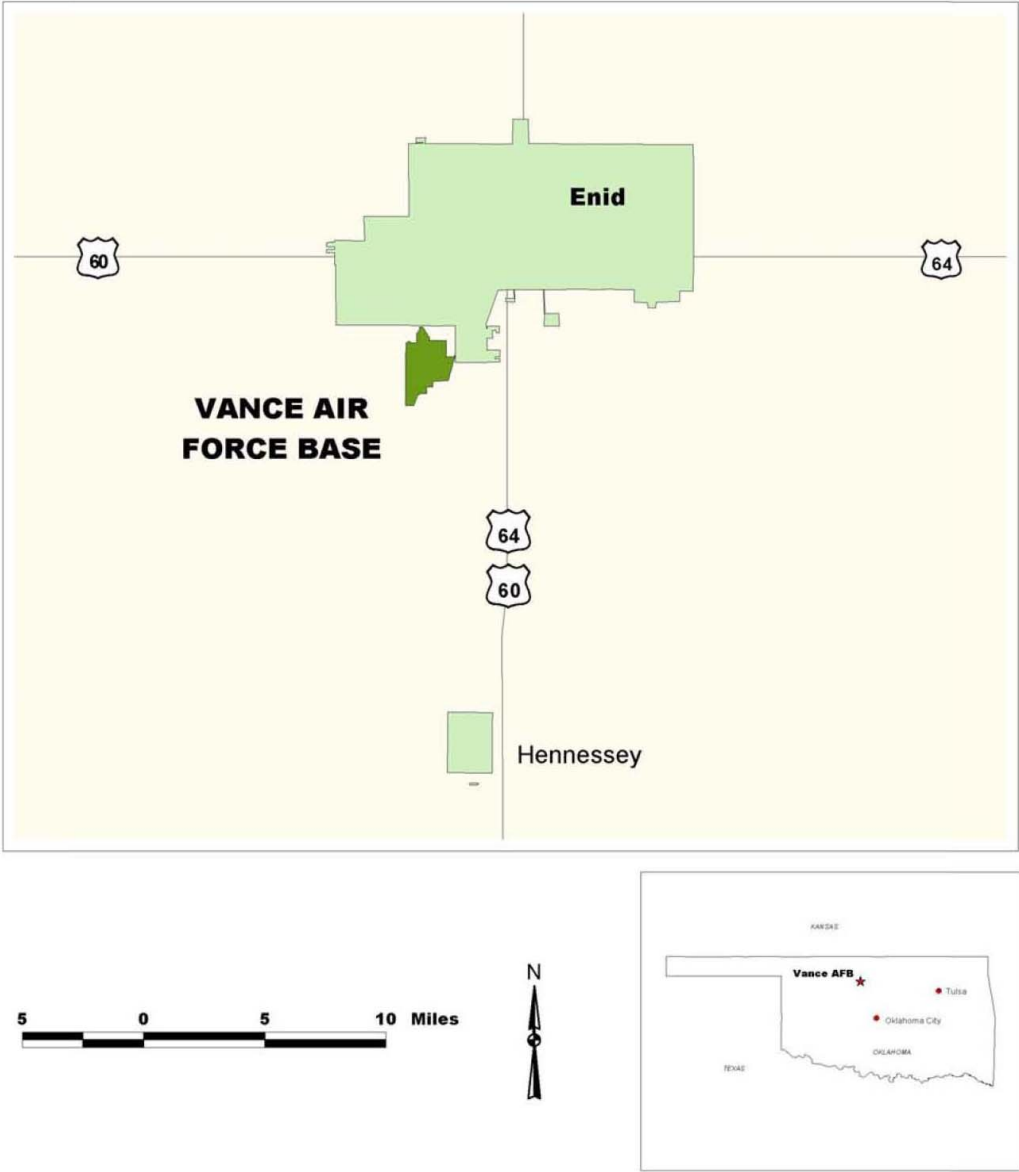 Enid
60
64
VANCE AIR
FORCE BASE
64
60
Hennessey
5 0 5 10 Miles
N
KANSAS
Vance AFB
Tulsa
Oklahoma City
OKLAHOMA
TEXAS